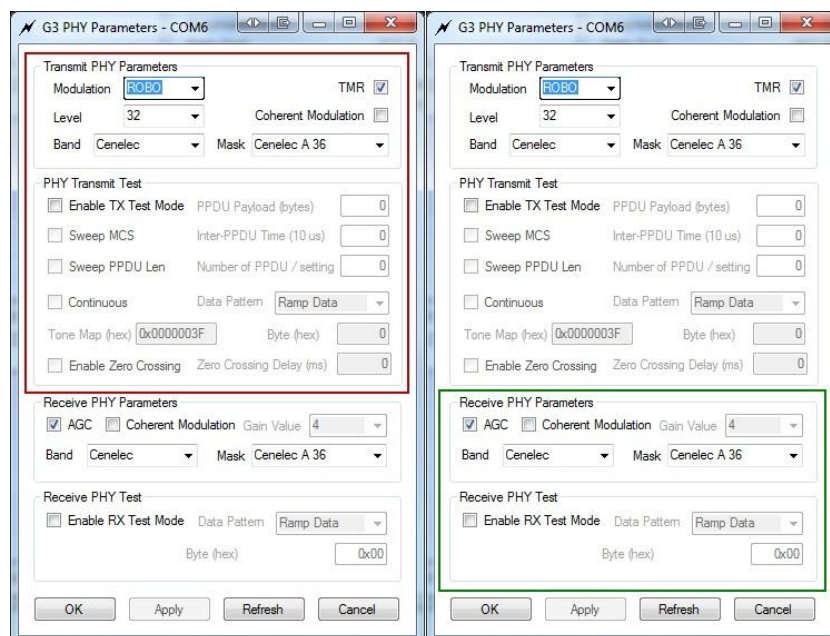 G3 PHY Parameters - COM6
Transmit PHY Parameters
Modulation ROBO TMR
Level 32 Coherent Modulation
Band Cenelec Mask Cenelec A 36
PHY Transmit Test
Enable TX Test Mode PPDU Payload (bytes) 0
Sweep MCS Inter-PPDU Time (10 us) 0
Sweep PPDU Len Number of PPDU / setting 0
Continuous Data Pattern Ramp Data
Tone Map (hex) 0x0000003F Byte (hex) 0
Enable Zero Crossing Zero Crossing Delay (ms) 0
Receive PHY Parameters
AGC Coherent Modulation Gain Value 4
Band Cenelec Mask Cenelec A 36
Receive PHY Test
Enable RX Test Mode Data Pattern Ramp Data
Byte (hex) 0x00
OK Apply Refresh Cancel
G3 PHY Parameters - COM6
Transmit PHY Parameters
Modulation ROBO TMR
Level 32 Coherent Modulation
Band Cenelec Mask Cenelec A 36
PHY Transmit Test
Enable TX Test Mode PPDU Payload (bytes) 0
Sweep MCS Inter-PPDU Time (10 us) 0
Sweep PPDU Len Number of PPDU / setting 0
Continuous Data Pattern Ramp Data
Tone Map (hex) 0x0000003F Byte (hex) 0
Enable Zero Crossing Zero Crossing Delay (ms) 0
Receive PHY Parameters
AGC Coherent Modulation Gain Value 4
Band Cenelec Mask Cenelec A 36
Receive PHY Test
Enable RX Test Mode Data Pattern Ramp Data
Byte (hex) 0x00
OK Apply Refresh Cancel